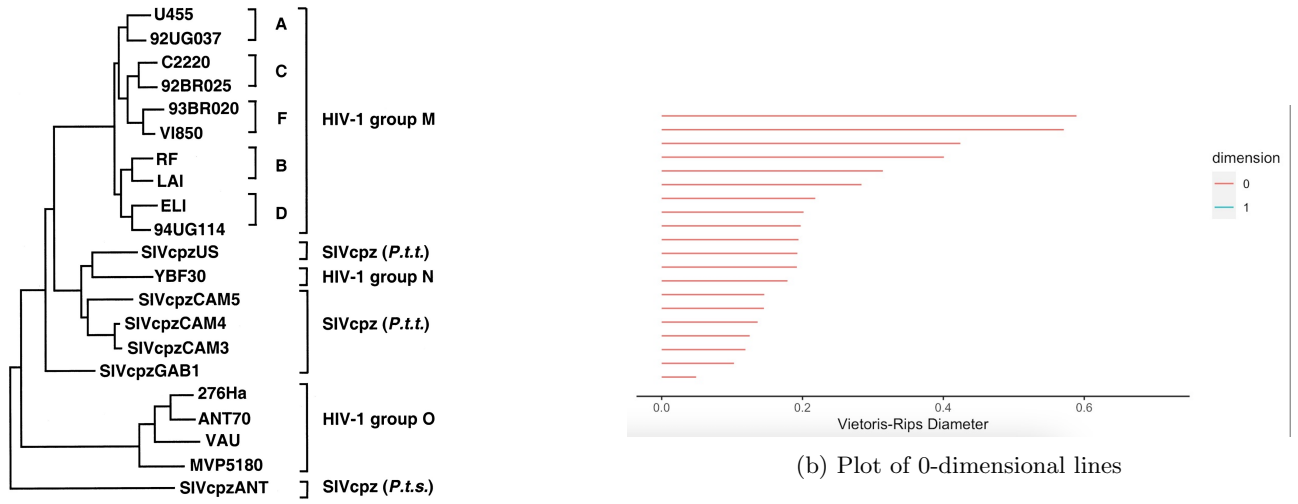 U455
92UG037
A
C2220
92BR025
C
93BR020
VI850
F
HIV-1 group M
RF
LAI
B
ELI
94UG114
D
SIVcpzUS
SIVcpz (P.t.t.)
YBF30
HIV-1 group N
SIVcpzCAM5
SIVcpzCAM4
SIVcpz (P.t.t.)
SIVcpzCAM3
SIVcpzGAB1
276Ha
ANT70
HIV-1 group O
VAU
MVP5180
SIVcpzANT
SIVcpz (P.t.s.)
dimension
0
1
0.0 0.2 0.4 0.6
Vietoris-Rips Diameter
(b) Plot of 0-dimensional lines